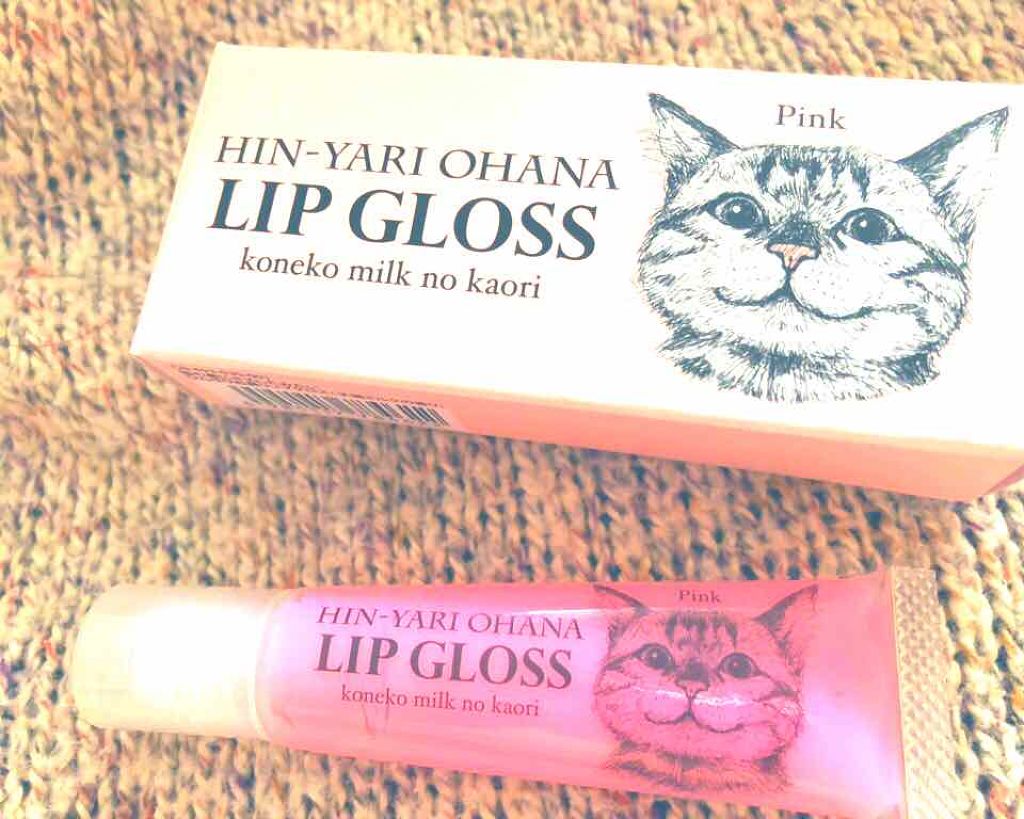 Pink
HIN-YARI OHANA
LIP GLOSS
koneko milk no kaori
Pink
HIN-YARI OHANA
LIP GLOSS
koneko milk no kaori